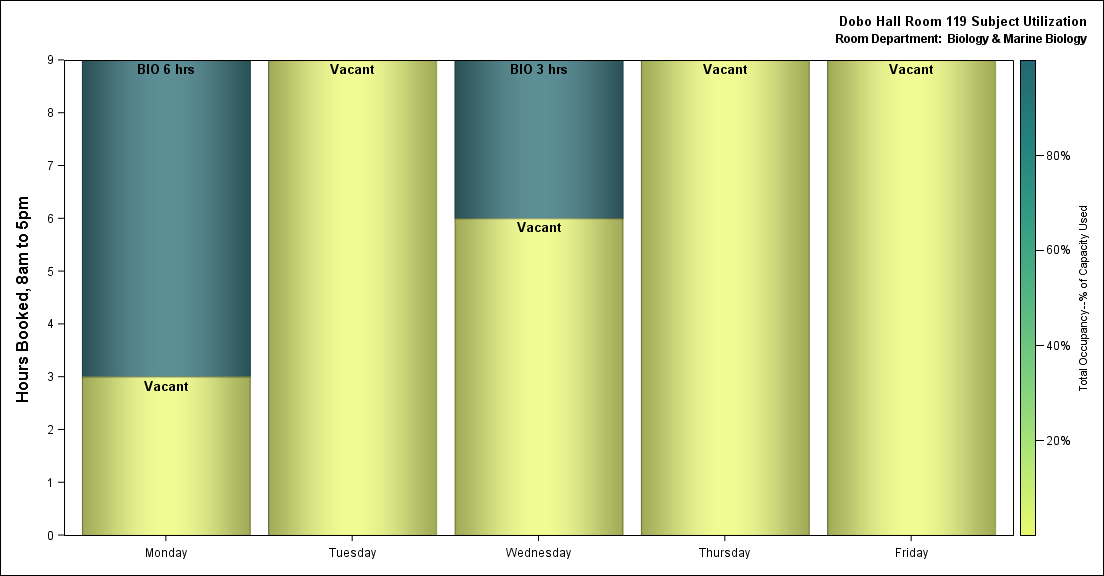 Dobo Hall Room 119 Subject Utilization
Room Department: Biology & Marine Biology
Hours Booked, 8am to 5pm
9
8
7
6
5
4
3
2
1
0
BIO 6 hrs
Vacant
Vacant
BIO 3 hrs
Vacant
Vacant
Vacant
Monday
Tuesday
Wednesday
Thursday
Friday
80%
60%
40%
20%
Total Occupancy--% of Capacity Used